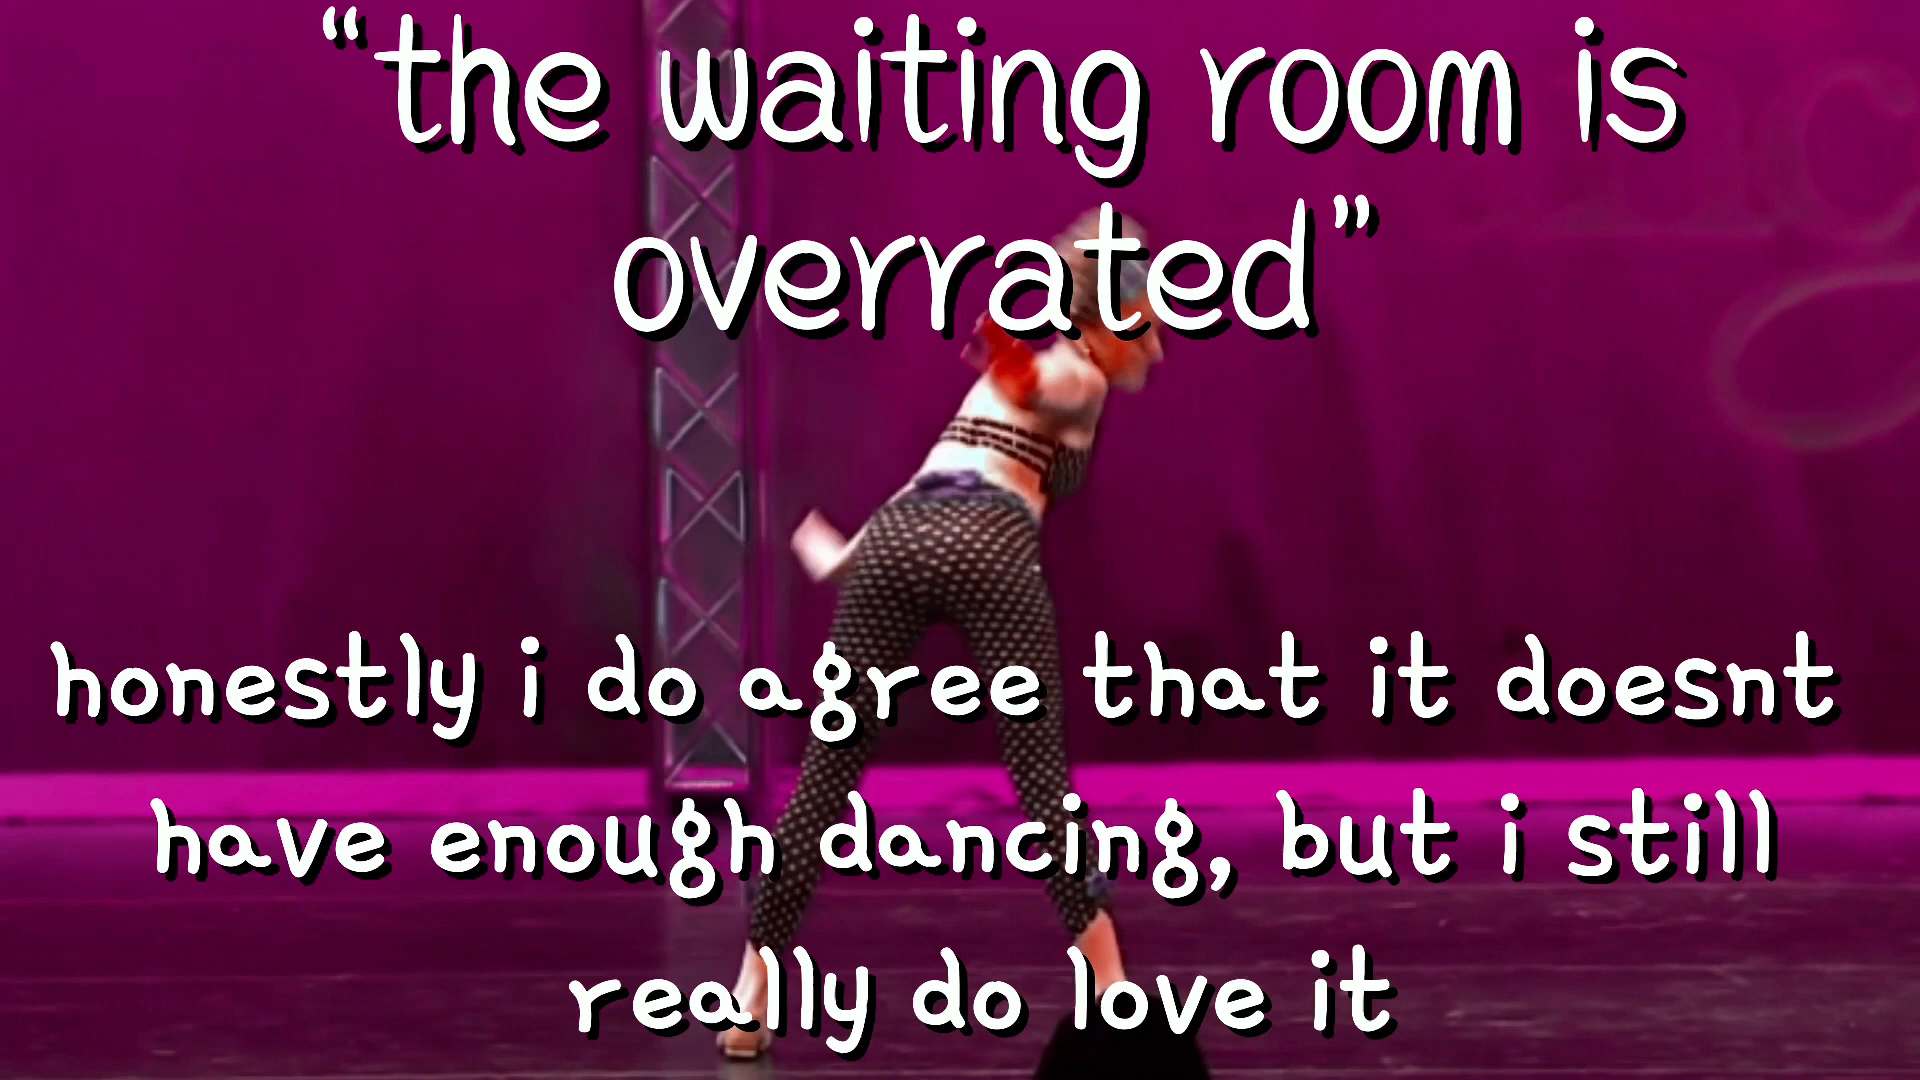 “the waiting room is
overrated”
honestly i do agree that it doesnt
have enough dancing, but i still
really do love it